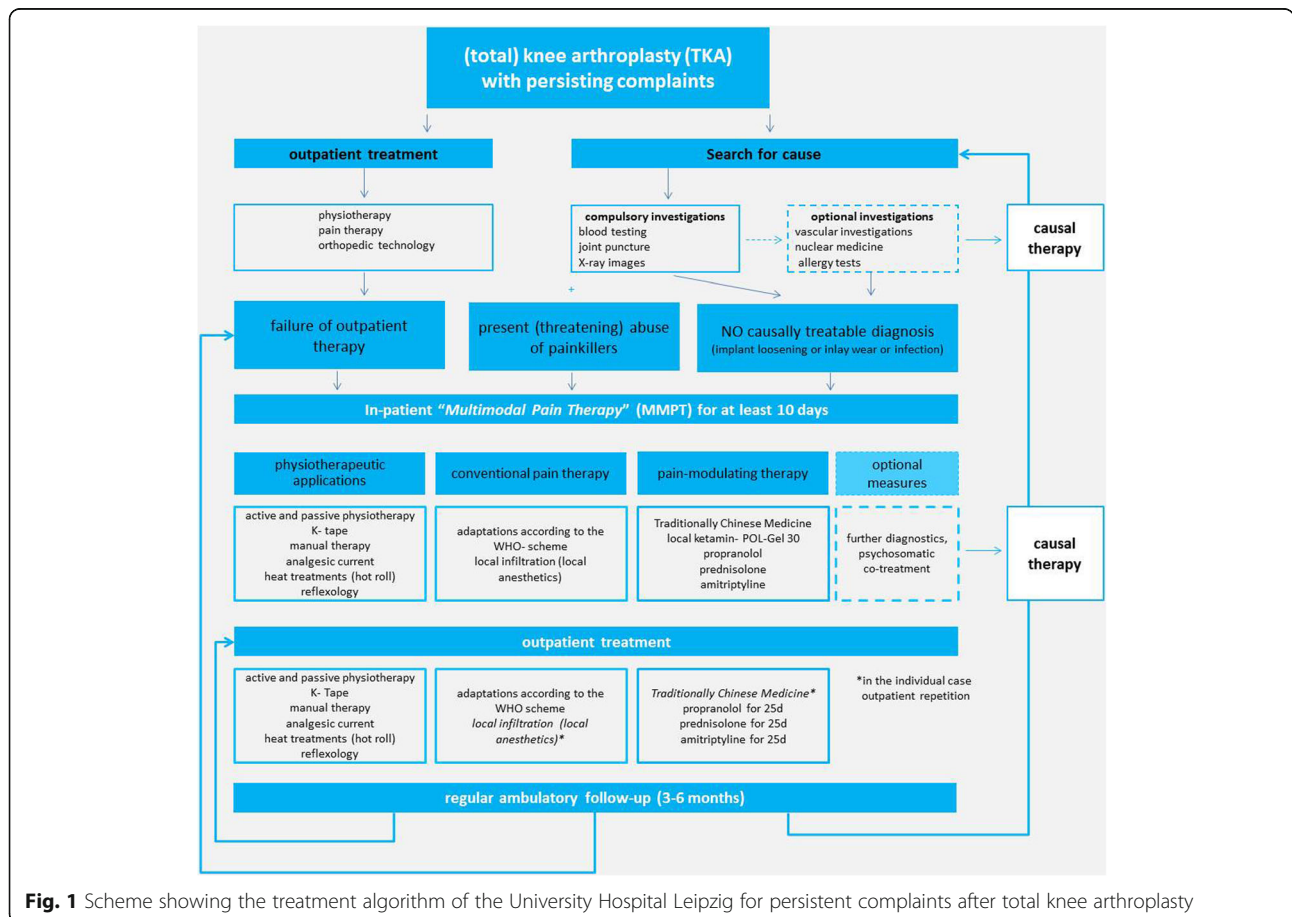 (total) knee arthroplasty (TKA)
with persisting complaints
outpatient treatment
Search for cause
physiotherapy
pain therapy
orthopedic technology
compulsory investigations
blood testing
joint puncture
X-ray images
optional investigations
vascular investigations
nuclear medicine
allergy tests
causal
therapy
+
failure of outpatient
therapy
present (threatening) abuse
of painkillers
NO causally treatable diagnosis
(implant loosening or inlay wear or infection)
In-patient “Multimodal Pain Therapy” (MMPT) for at least 10 days
physiotherapeutic
applications
conventional pain therapy
pain-modulating therapy
optional
measures
active and passive physiotherapy
K- tape
manual therapy
analgesic current
heat treatments (hot roll)
reflexology
adaptations according to the
WHO- scheme
local infiltration (local
anesthetics)
Traditionally Chinese Medicine
local ketamin- POL-Gel 30
propranolol
prednisolone
amitriptyline
further diagnostics,
psychosomatic
co-treatment
causal
therapy
outpatient treatment
active and passive physiotherapy
K- Tape
manual therapy
analgesic current
heat treatments (hot roll)
reflexology
adaptations according to the
WHO scheme
local infiltration (local
anesthetics)*
Traditionally Chinese Medicine*
propranolol for 25d
prednisolone for 25d
amitriptyline for 25d
*in the individual case
outpatient repetition
regular ambulatory follow-up (3-6 months)
Fig. 1 Scheme showing the treatment algorithm of the University Hospital Leipzig for persistent complaints after total knee arthroplasty